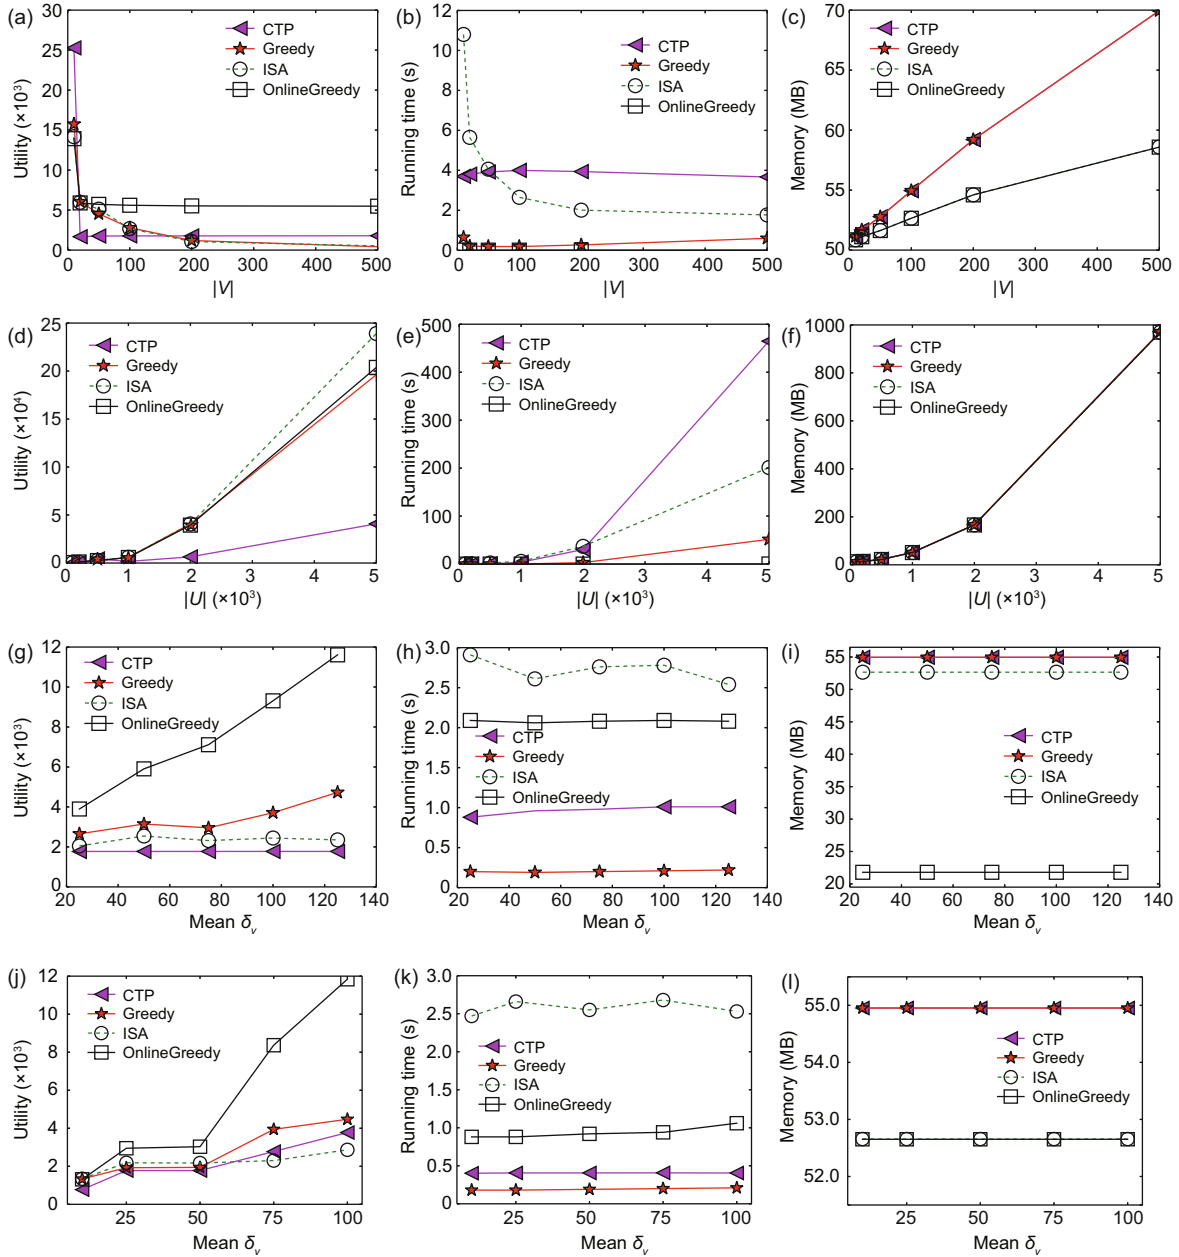 (a)
Utility (×10³)
30
25
20
15
10
5
0
0 100 200 300 400 500
|V|
CTP
Greedy
ISA
OnlineGreedy
(b)
Running time (s)
12
10
8
6
4
2
0
0 100 200 300 400 500
|V|
CTP
Greedy
ISA
OnlineGreedy
(c)
Memory (MB)
70
65
60
55
50
0 100 200 300 400 500
|V|
CTP
Greedy
ISA
OnlineGreedy
(d)
Utility (×10⁴)
25
20
15
10
5
0
0 1 2 3 4 5
|U| (×10³)
CTP
Greedy
ISA
OnlineGreedy
(e)
Running time (s)
500
400
300
200
100
0
0 1 2 3 4 5
|U| (×10³)
CTP
Greedy
ISA
OnlineGreedy
(f)
Memory (MB)
1000
800
600
400
200
0
0 1 2 3 4 5
|U| (×10³)
CTP
Greedy
ISA
OnlineGreedy
(g)
Utility (×10³)
12
10
8
6
4
2
0
20 40 60 80 100 120 140
Mean δᵥ
CTP
Greedy
ISA
OnlineGreedy
(h)
Running time (s)
3.0
2.5
2.0
1.5
1.0
0.5
0
20 40 60 80 100 120 140
Mean δᵥ
CTP
Greedy
ISA
OnlineGreedy
(i)
Memory (MB)
55
50
45
40
35
30
25
20
20 40 60 80 100 120 140
Mean δᵥ
CTP
Greedy
ISA
OnlineGreedy
(j)
Utility (×10³)
12
10
8
6
4
2
0
25 50 75 100
Mean δᵥ
CTP
Greedy
ISA
OnlineGreedy
(k)
Running time (s)
3.0
2.5
2.0
1.5
1.0
0.5
0
25 50 75 100
Mean δᵥ
CTP
Greedy
ISA
OnlineGreedy
(l)
Memory (MB)
55.0
54.0
53.0
52.0
25 50 75 100
Mean δᵥ
CTP
Greedy
ISA
OnlineGreedy